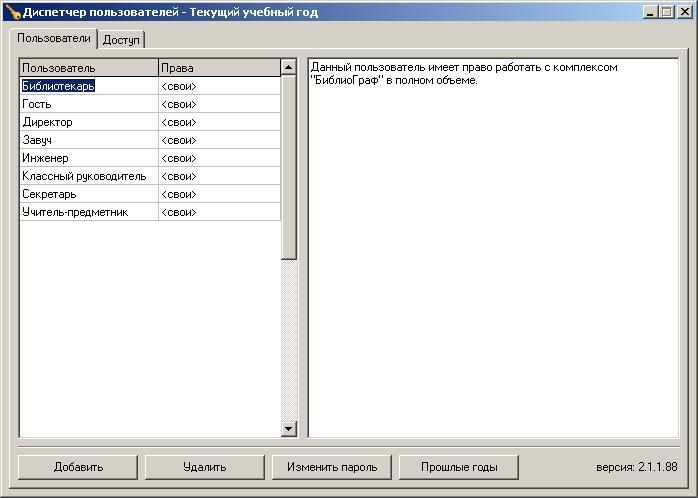 Диспетчер пользователей - Текущий учебный год
Пользователи Доступ
Пользователь Права
Библиотекарь <свои>
Гость <свои>
Директор <свои>
Завуч <свои>
Инженер <свои>
Классный руководитель <свои>
Секретарь <свои>
Учитель-предметник <свои>
Данный пользователь имеет право работать с комплексом
"БиблиоГраф" в полном объеме.
Добавить Удалить Изменить пароль Прошлые годы версия: 2.1.1.88